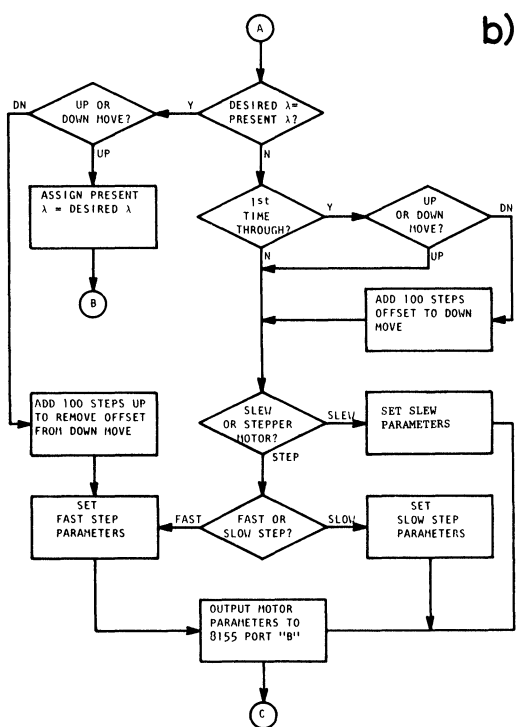 A
b)
DN
UP OR
DOWN MOVE?
Y
DESIRED λ=
PRESENT λ?
UP
N
ASSIGN PRESENT
λ = DESIRED λ
1st
TIME
THROUGH?
Y
UP
OR DOWN
MOVE?
DN
N
UP
B
ADD 100 STEPS
OFFSET TO DOWN
MOVE
ADD 100 STEPS UP
TO REMOVE OFFSET
FROM DOWN MOVE
SLEW
OR STEPPER
MOTOR?
SLEW
SET SLEW
PARAMETERS
STEP
SET
FAST STEP
PARAMETERS
FAST
FAST OR
SLOW STEP?
SLOW
SET
SLOW STEP
PARAMETERS
OUTPUT MOTOR
PARAMETERS TO
8155 PORT "B"
C